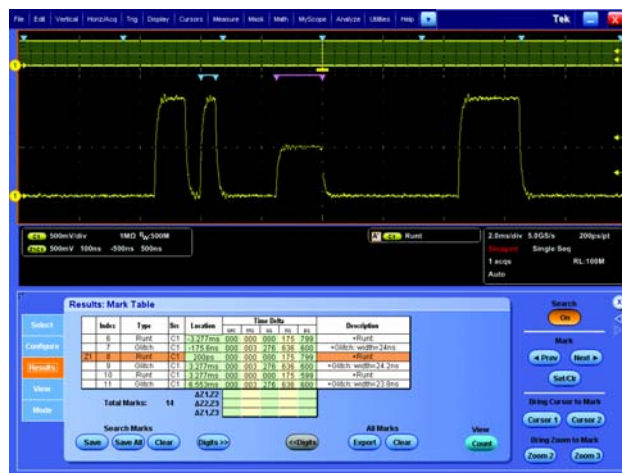 File Edit Vertical Horiz/Acq Trig Display Cursors Measure Mask Math MyScope Analyze Utilities Help Tek
C1 500mV/div 1MΩ BW:500M
Z1C1 500mV 100ns -500ns 500ns
A' C1 Runt
2.0ms/div 5.0GS/s 200ps/pt
Stopped Single Seq
1 acqs RL:100M
Auto
Results: Mark Table
Select
Configure
Results
View
Mode
Index Type Src Location Time Delta Description
sec ms us ns ps
6 Runt C1 -3.277ms 000 003 000 175 799 +Runt:
7 Glitch C1 -175.6ns 000 003 276 636 600 +Glitch: width=24ns
Z1 8 Runt C1 200ps 000 000 000 175 799 +Runt:
9 Glitch C1 3.277ms 000 003 276 636 600 +Glitch: width=24.2ns
10 Runt C1 3.277ms 000 000 000 175 799 +Runt:
11 Glitch C1 6.553ms 000 003 276 636 600 +Glitch: width=23.8ns
Total Marks: 14
ΔZ1,Z2
ΔZ2,Z3
ΔZ1,Z3
Search Marks
Save Save All Clear
Digits >>
<<Digits
All Marks
Export Clear
View
Count
Search
On
Mark
Prev Next
Set/Clr
Bring Cursor to Mark
Cursor 1 Cursor 2
Bring Zoom to Mark
Zoom 2 Zoom 3